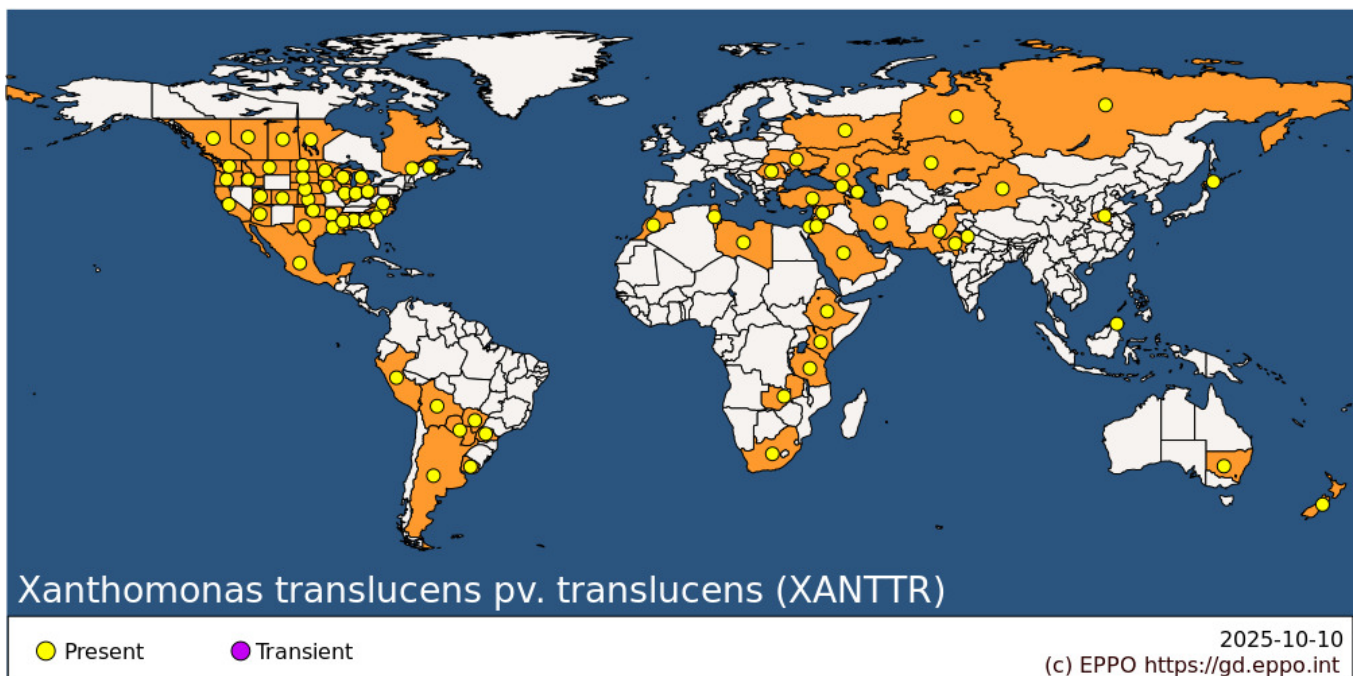 Xanthomonas translucens pv. translucens (XANTTR)
Present
Transient
2025-10-10
(c) EPPO https://gd.eppo.int